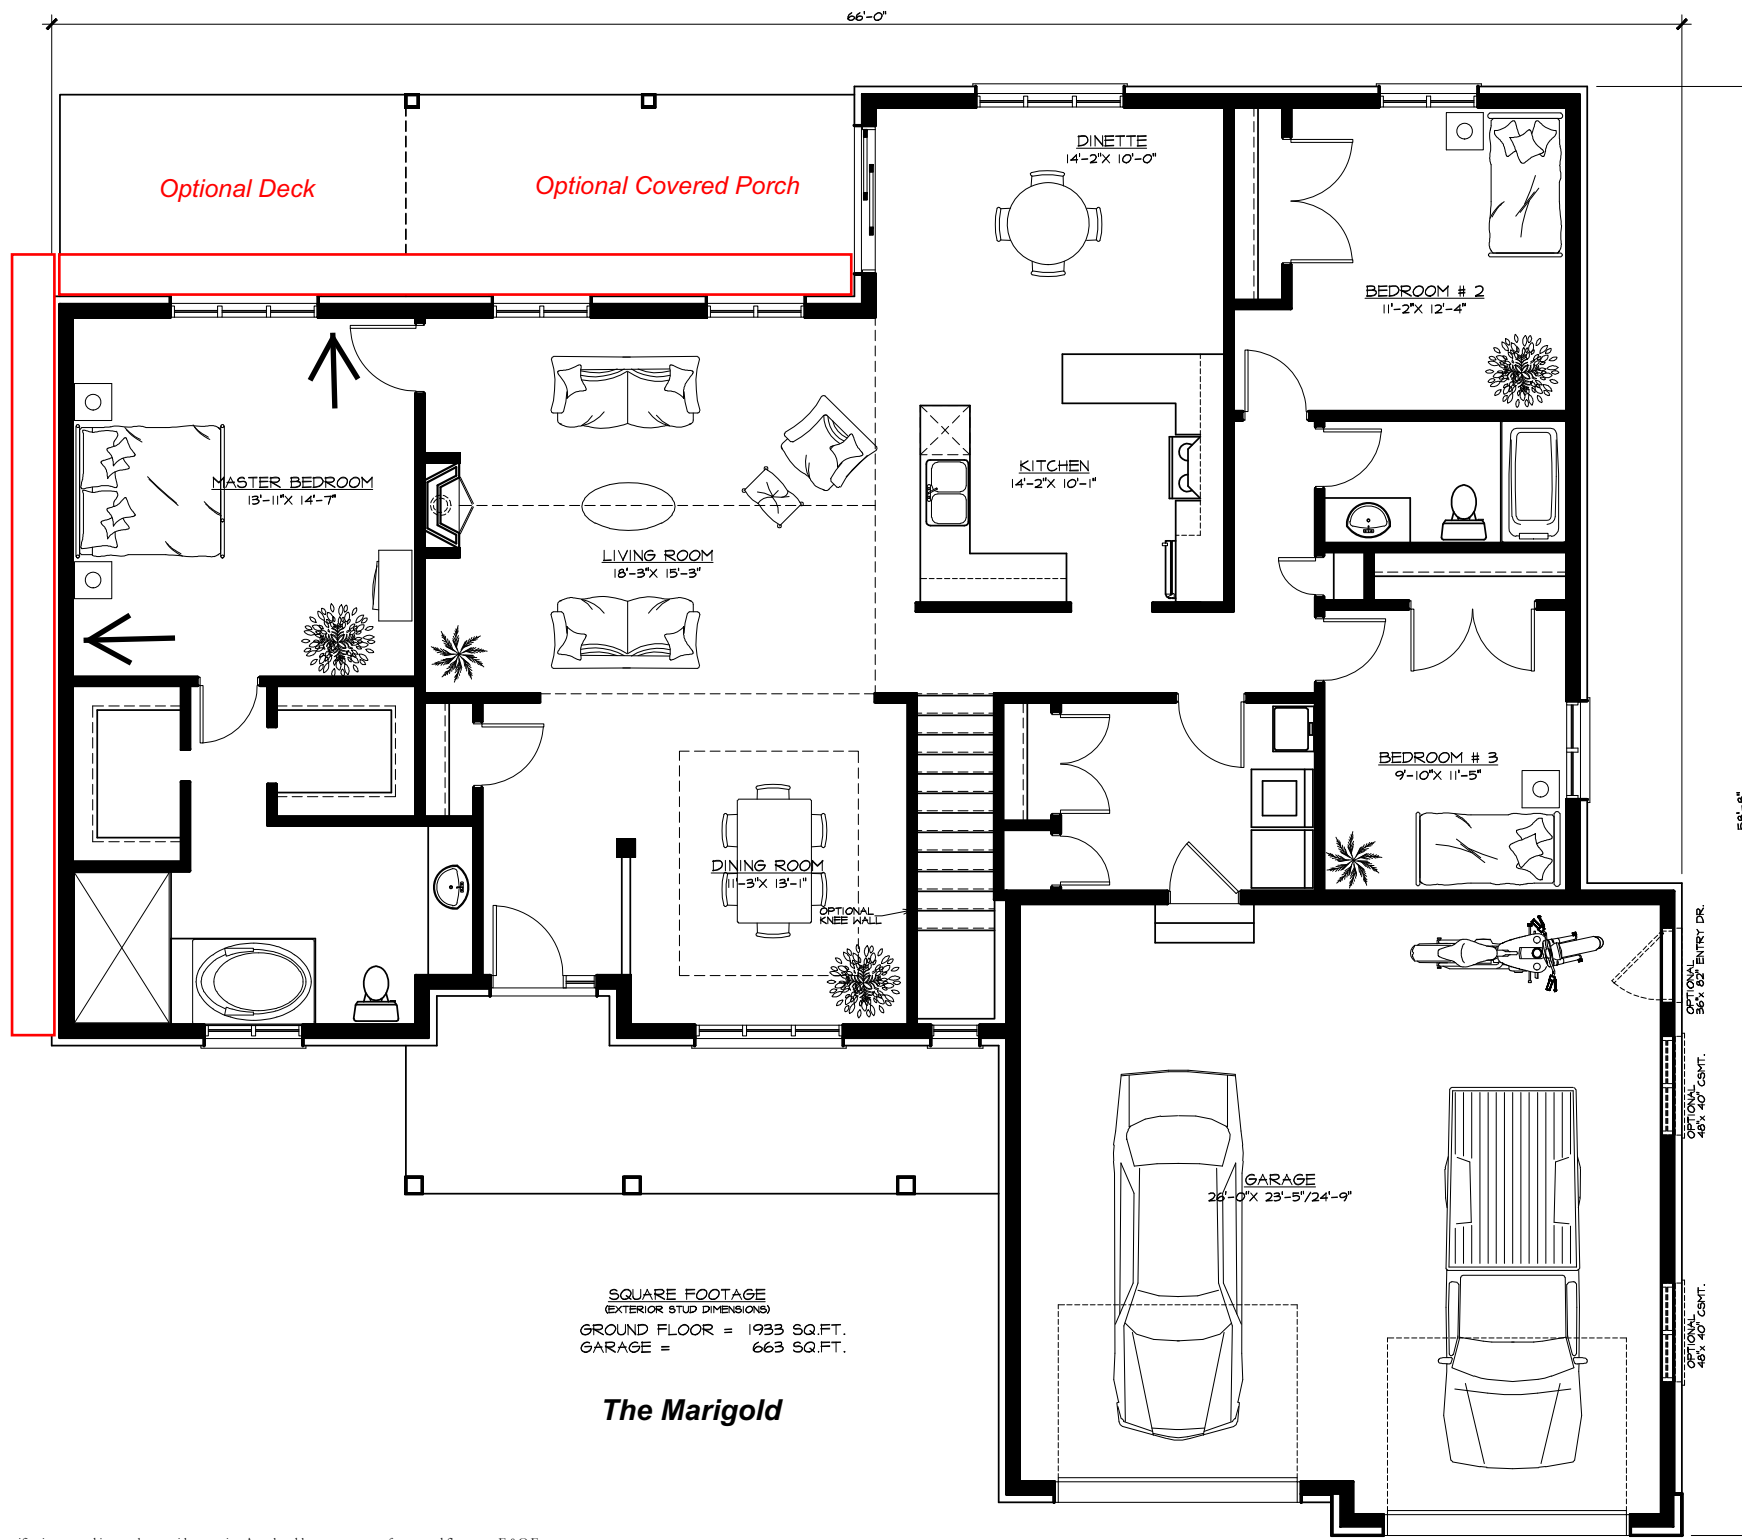 66'-0"
DINETTE
14'-2"X 10'-0"
Optional Deck
Optional Covered Porch
BEDROOM # 2
11'-2"X 12'-4"
MASTER BEDROOM
13'-11"X 14'-7"
KITCHEN
14'-2"X 10'-1"
LIVING ROOM
18'-3"X 15'-3"
BEDROOM # 3
9'-10"X 11'-5"
58'-8"
DINING ROOM
11'-3"X 13'-1"
OPTIONAL
KNEE WALL
OPTIONAL
36"x 82" ENTRY DR.
OPTIONAL
48"x 40" CSMT.
GARAGE
26'-0"X 23'-5"/24'-9"
OPTIONAL
48"x 40" CSMT.
SQUARE FOOTAGE
(EXTERIOR STUD DIMENSIONS)
GROUND FLOOR = 1933 SQ.FT.
GARAGE = 663 SQ.FT.
The Marigold